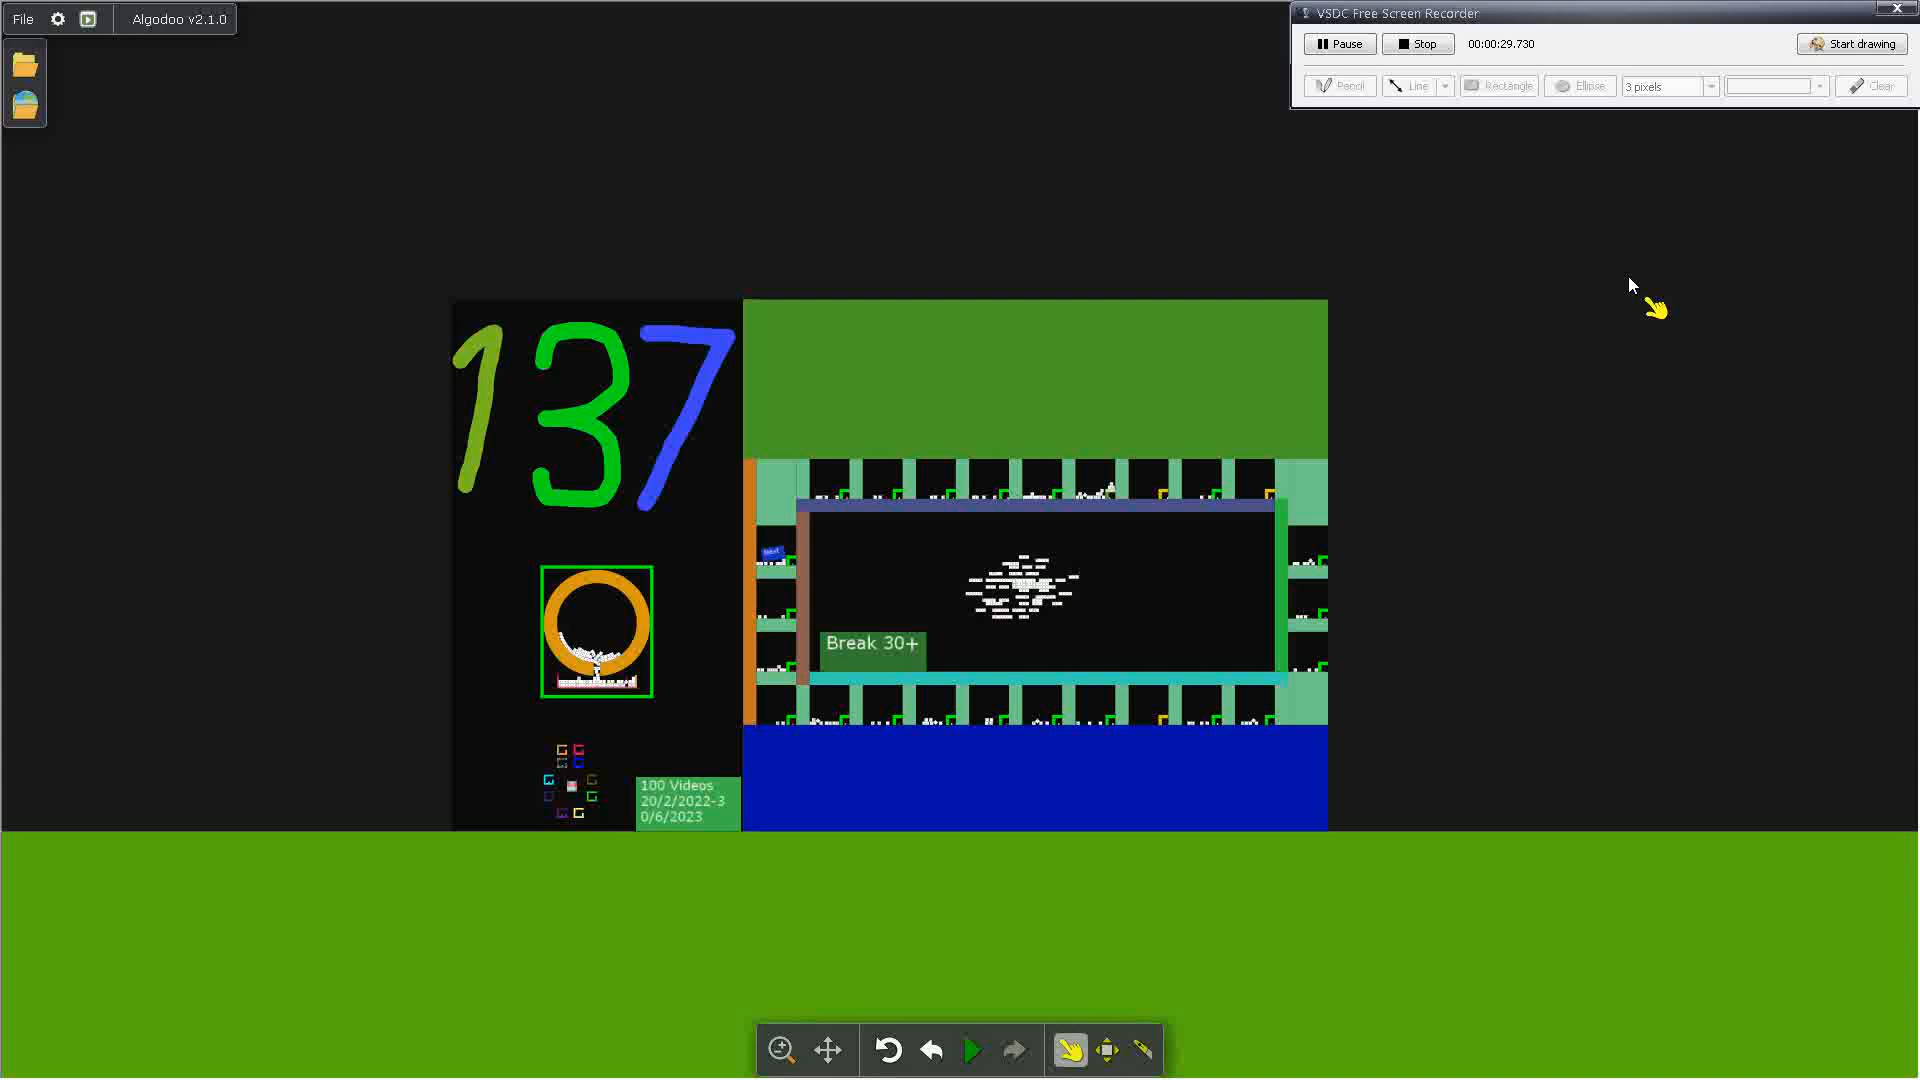 File
Algodoo v2.1.0
VSDC Free Screen Recorder
Pause
Stop
00:00:29.730
Start drawing
Pencil
Line
Rectangle
Ellipse
3 pixels
Clear
137
Break 30+
100 Videos
20/2/2022-3
0/6/2023